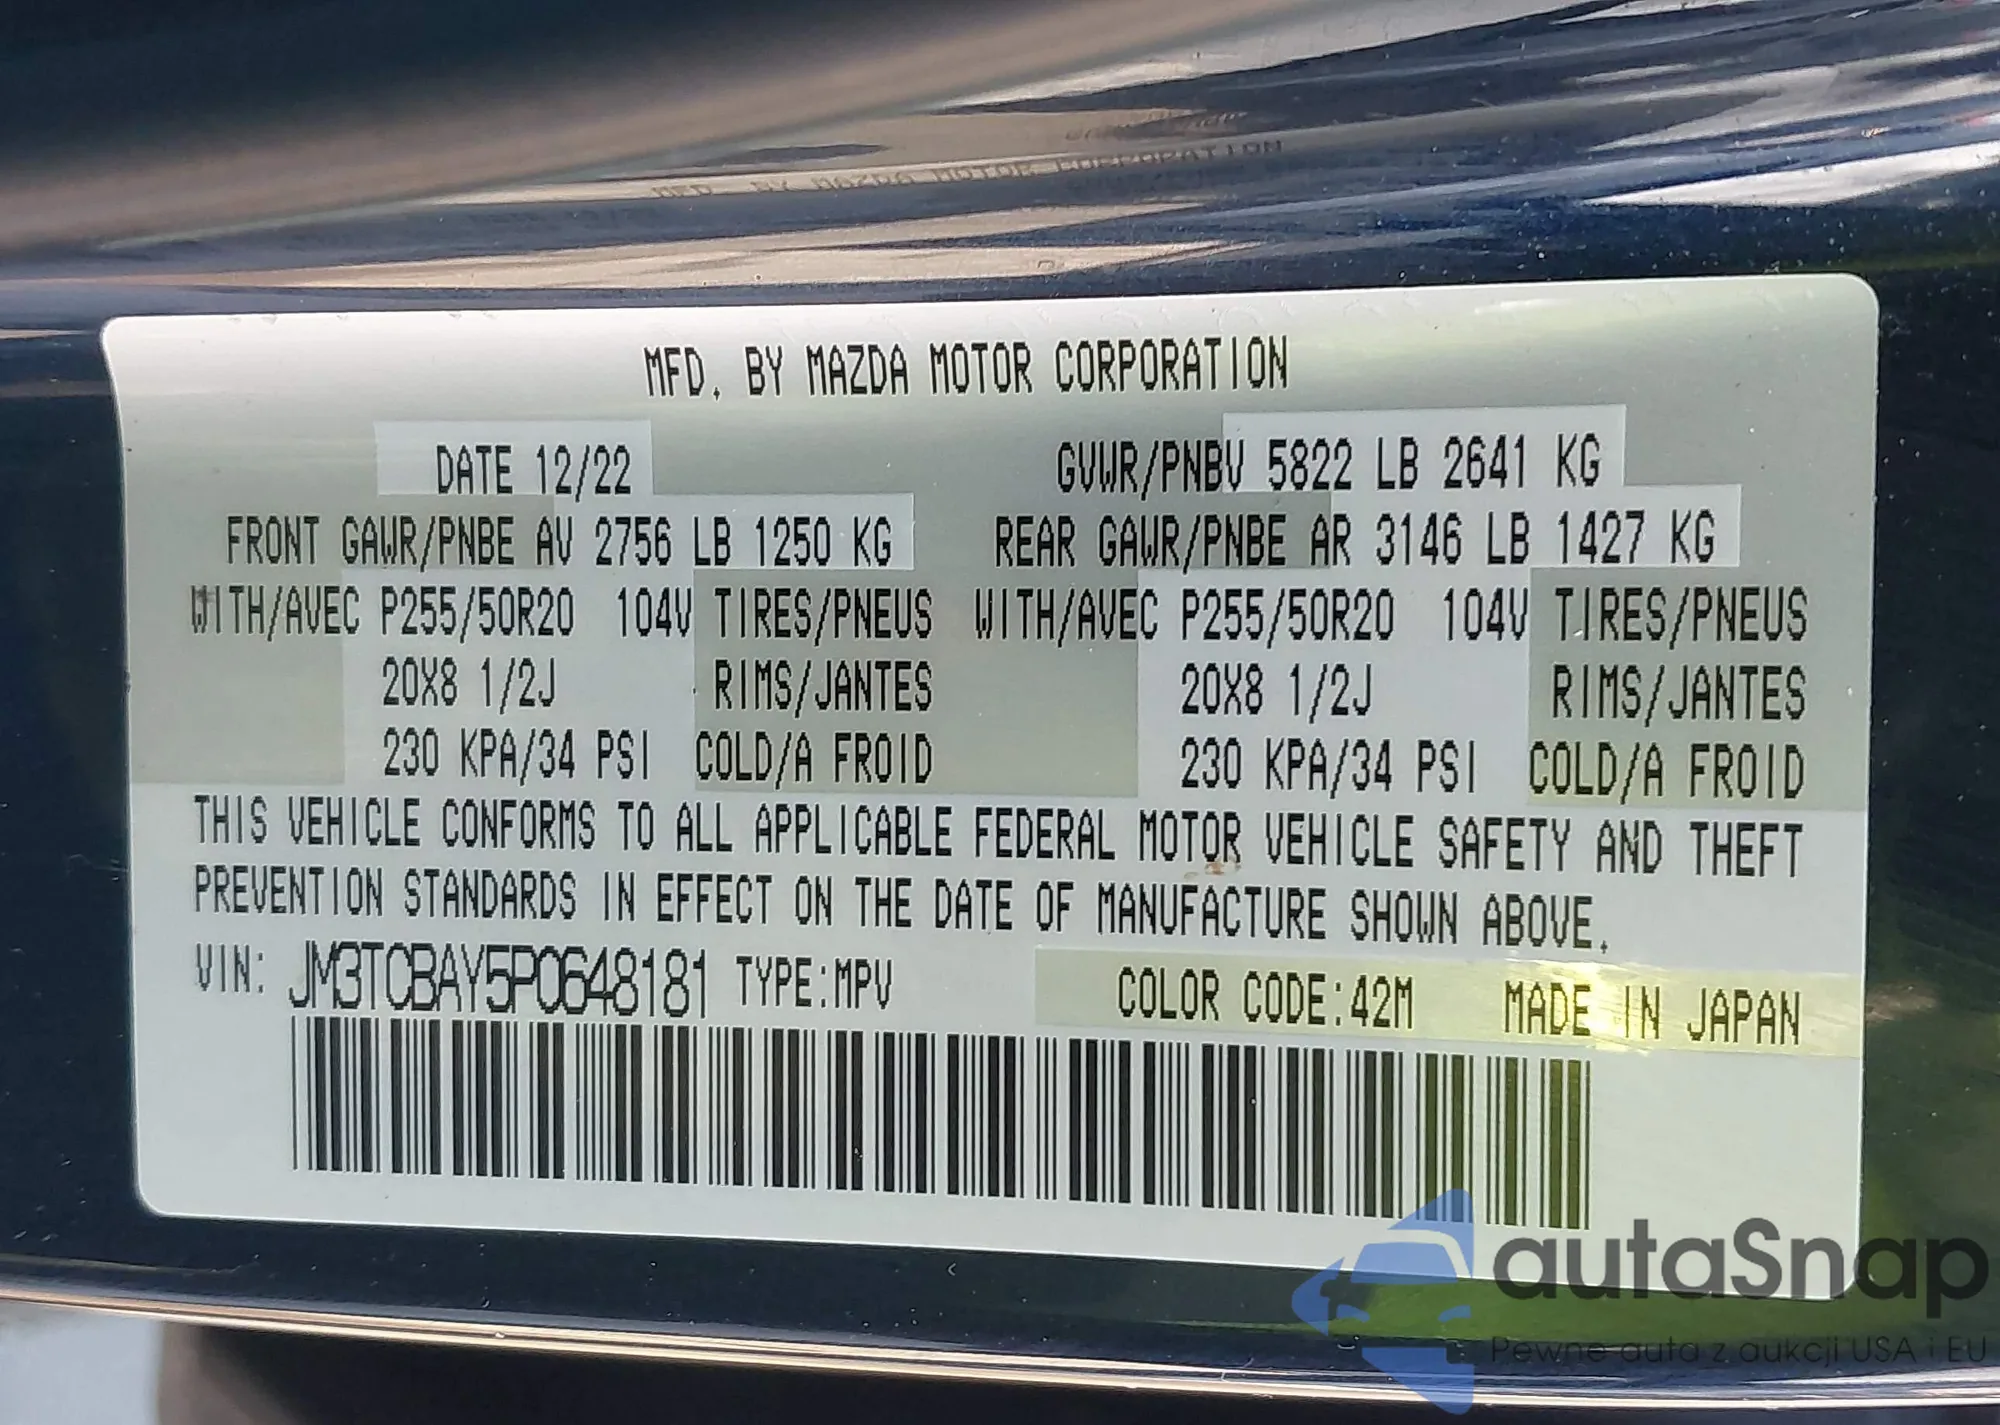 MFD. BY MAZDA MOTOR CORPORATION
DATE 12/22 GVWR/PNBV 5822 LB 2641 KG
FRONT GAWR/PNBE AV 2756 LB 1250 KG REAR GAWR/PNBE AR 3146 LB 1427 KG
WITH/AVEC P255/50R20 104V TIRES/PNEUS WITH/AVEC P255/50R20 104V TIRES/PNEUS
20X8 1/2J RIMS/JANTES 20X8 1/2J RIMS/JANTES
230 KPA/34 PSI COLD/A FROID 230 KPA/34 PSI COLD/A FROID
THIS VEHICLE CONFORMS TO ALL APPLICABLE FEDERAL MOTOR VEHICLE SAFETY AND THEFT
PREVENTION STANDARDS IN EFFECT ON THE DATE OF MANUFACTURE SHOWN ABOVE.
VIN: JM3TCBAY5P0648181 TYPE:MPV COLOR CODE:42M MADE IN JAPAN
autaSnap
Pewne auta z aukcji USA i EU